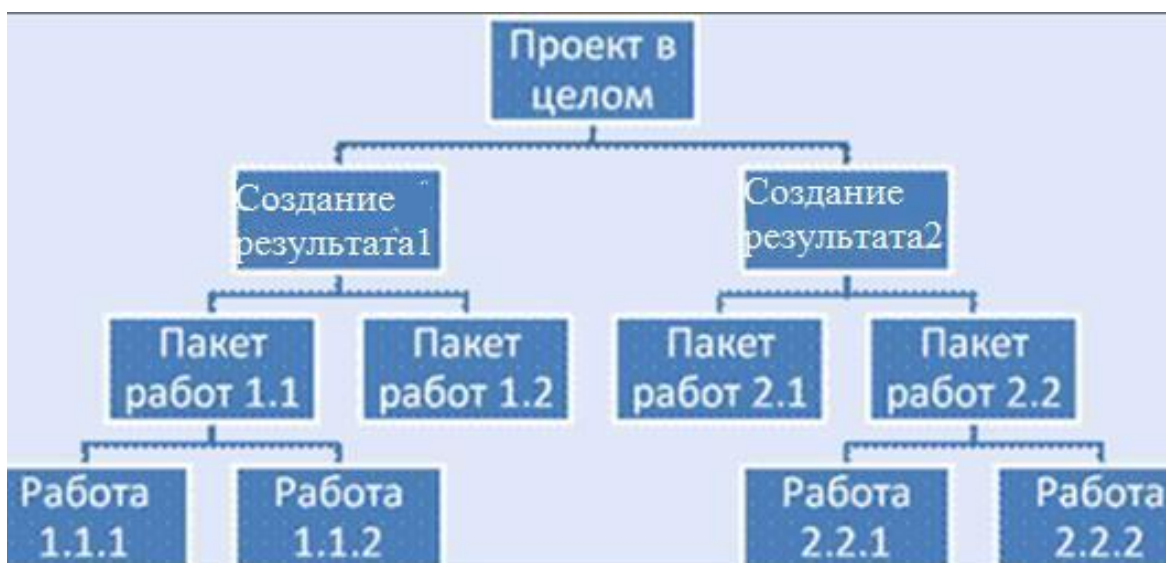 Проект в
целом
Создание
результата1
Создание
результата2
Пакет
работ 1.1
Пакет
работ 1.2
Пакет
работ 2.1
Пакет
работ 2.2
Работа
1.1.1
Работа
1.1.2
Работа
2.2.1
Работа
2.2.2